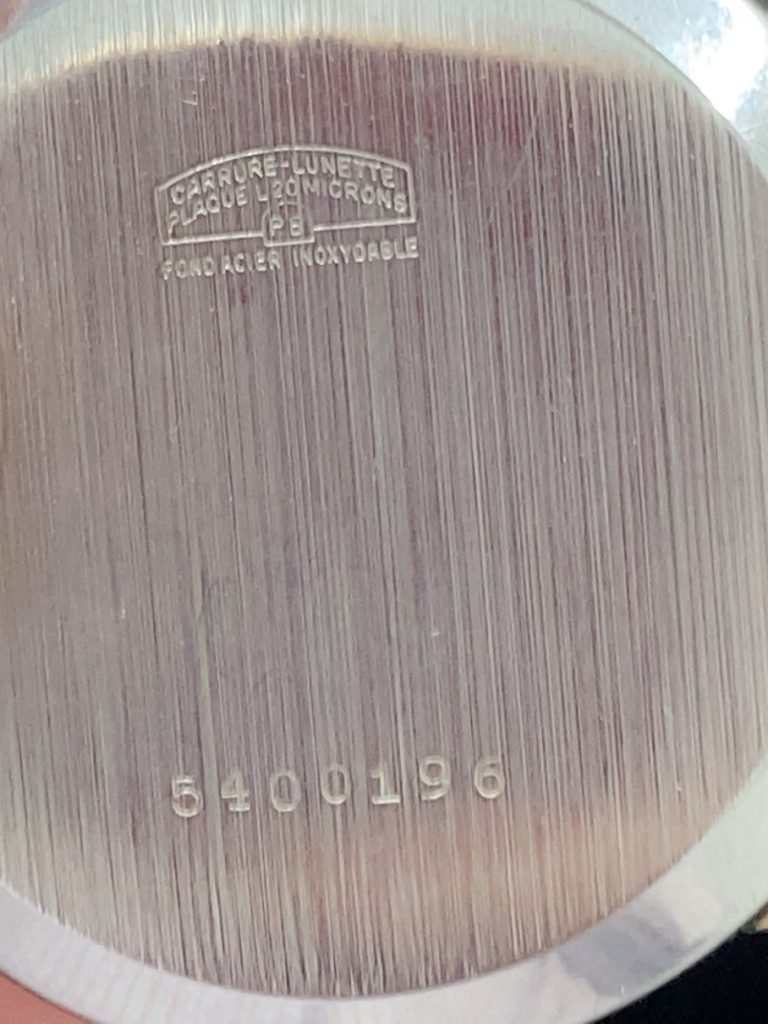 CARRURE-LUNETTE
PLAQUE L 20 MICRONS
PB
FOND ACIER INOXYDABLE
5400196